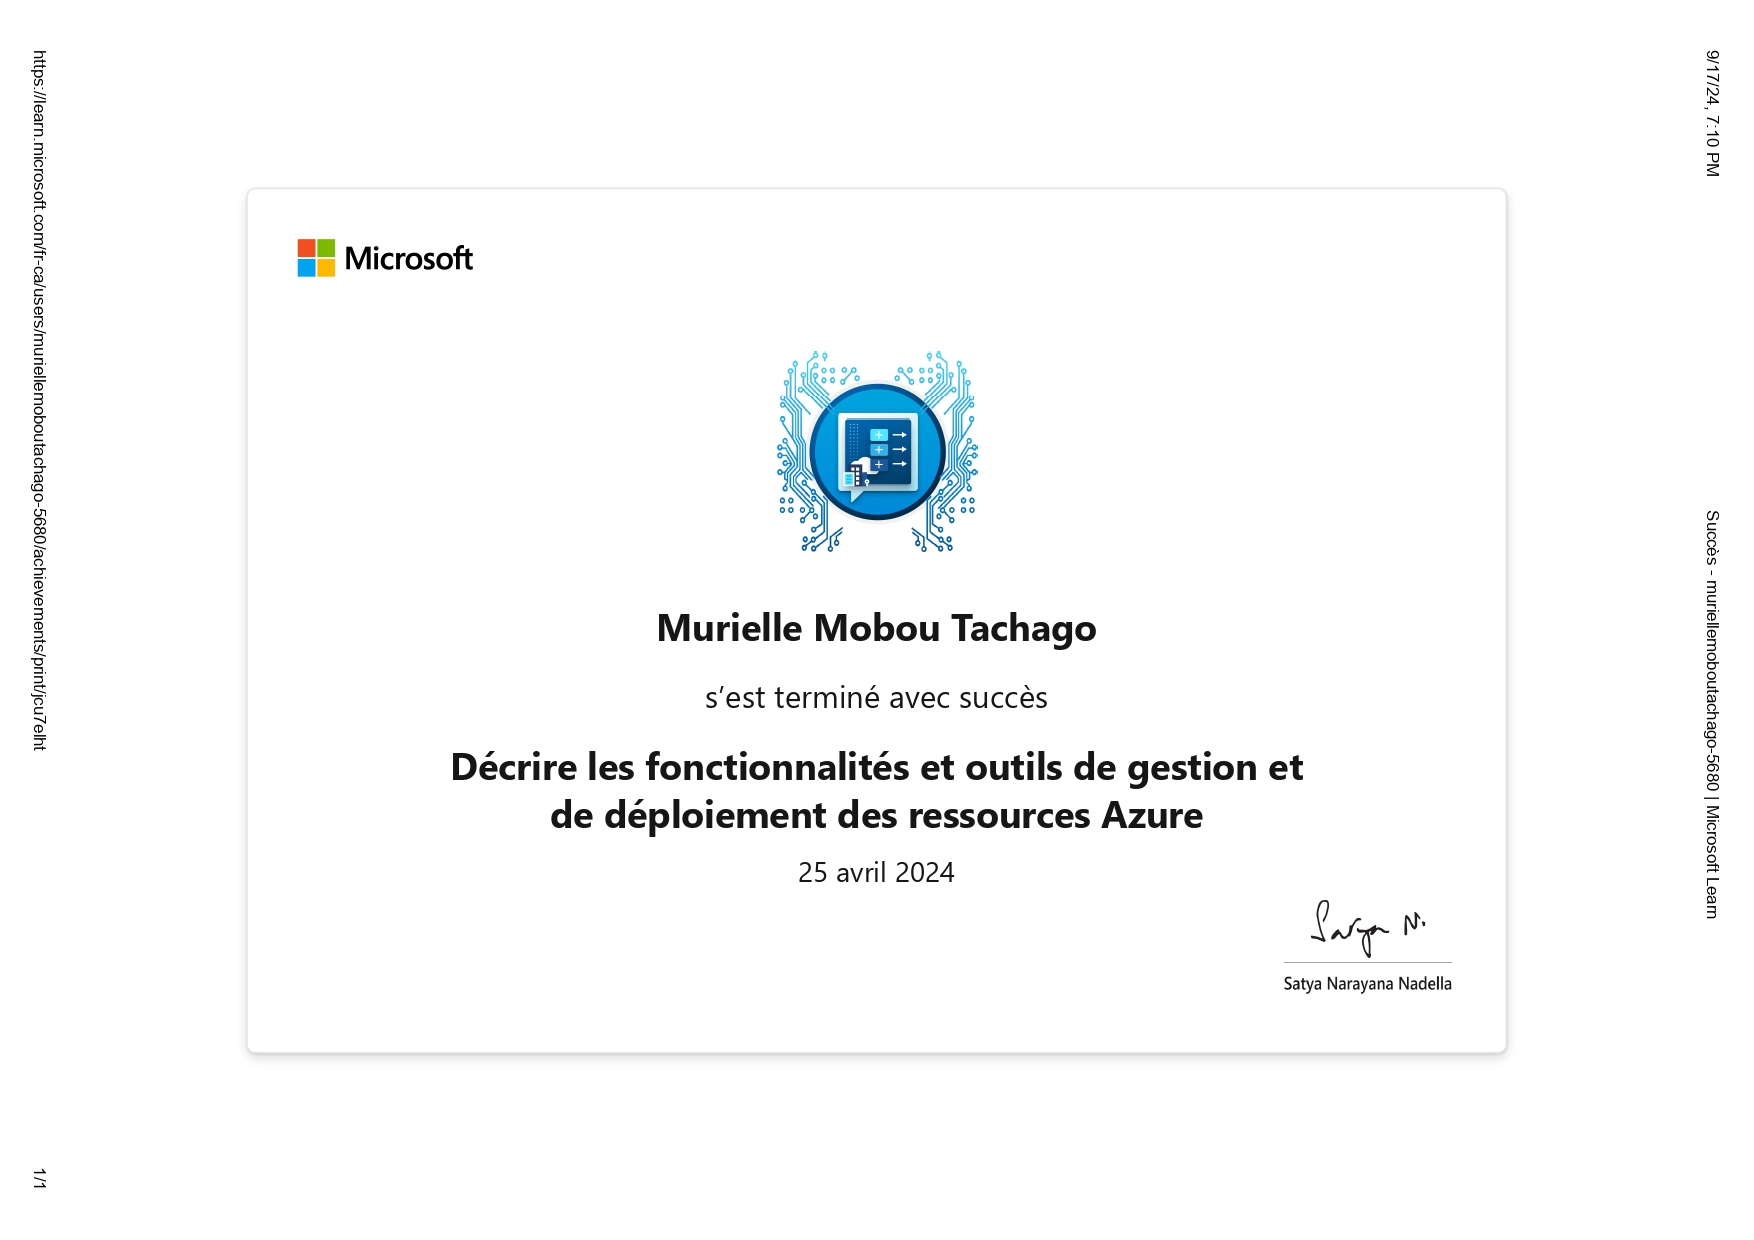 9/17/24, 7:10 PM
Succès - muriellemoboutachago-5680 | Microsoft Learn
Microsoft
Murielle Mobou Tachago
s’est terminé avec succès
Décrire les fonctionnalités et outils de gestion et
de déploiement des ressources Azure
25 avril 2024
Satya N.
Satya Narayana Nadella
https://learn.microsoft.com/fr-ca/users/muriellemoboutachago-5680/achievements/print/jcu7elht
1/1